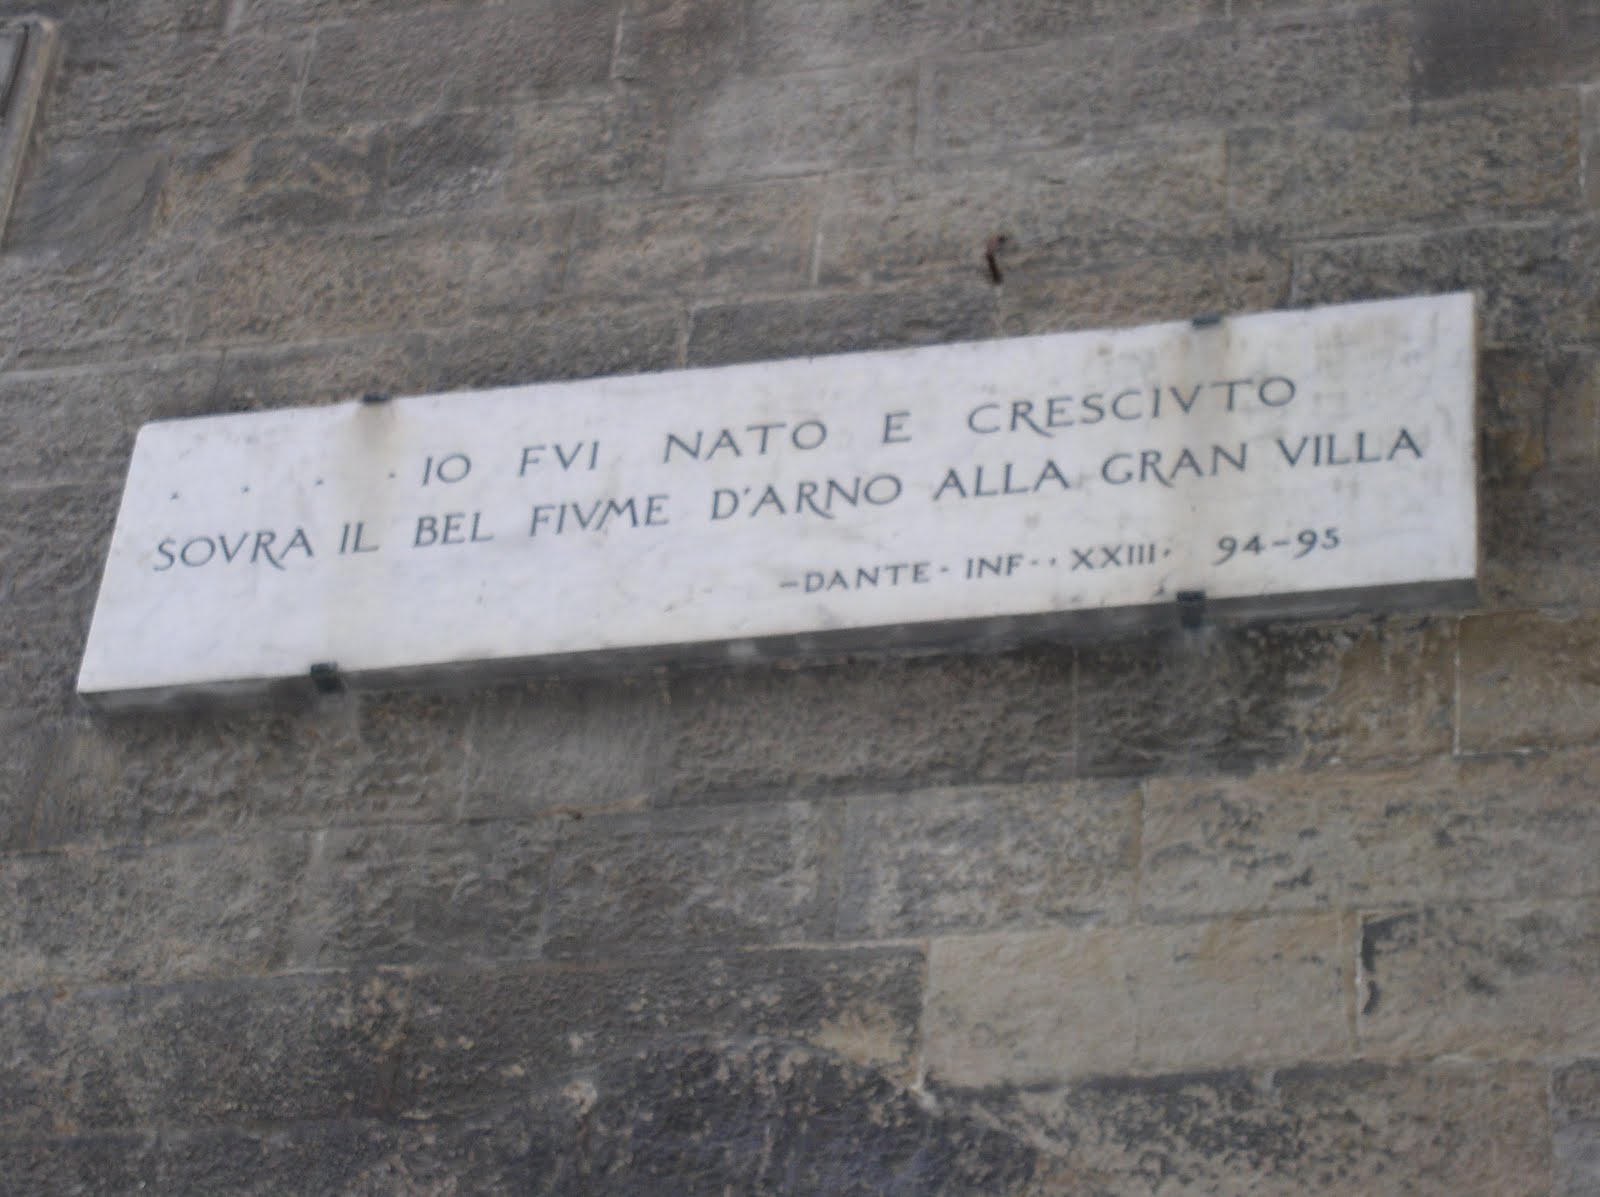 . . . . IO FVI NATO E CRESCIVTO
SOVRA IL BEL FIVME D'ARNO ALLA GRAN VILLA
–DANTE· INF·· XXIII· 94-95